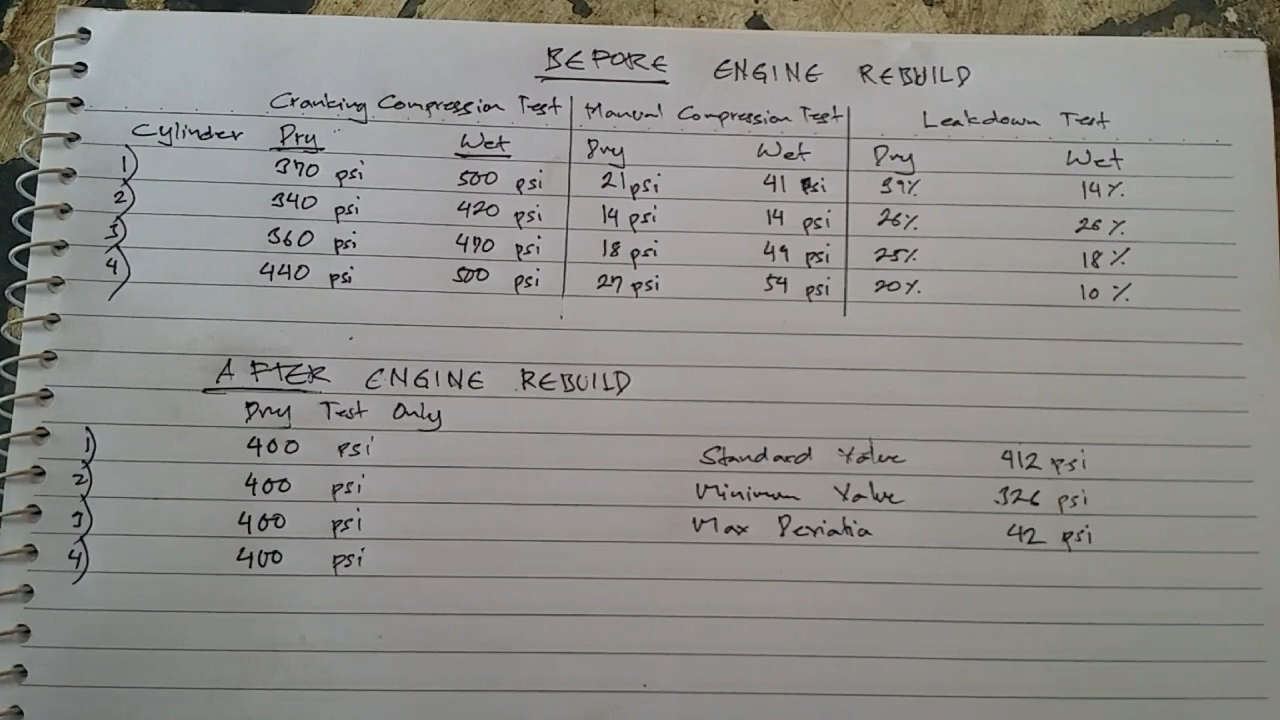 BEFORE ENGINE REBUILD
Cranking Compression Test Manual Compression Test Leakdown Test
Cylinder Dry Wet Dry Wet Dry Wet
1) 370 psi 500 psi 21 psi 41 psi 39% 14%
2) 340 psi 420 psi 14 psi 14 psi 26% 26%
3) 360 psi 470 psi 18 psi 49 psi 25% 18%
4) 440 psi 500 psi 27 psi 54 psi 20% 10%
AFTER ENGINE REBUILD
Dry Test Only
1) 400 psi Standard Value 412 psi
2) 400 psi Minimum Value 326 psi
3) 400 psi Max Deviatia 42 psi
4) 400 psi